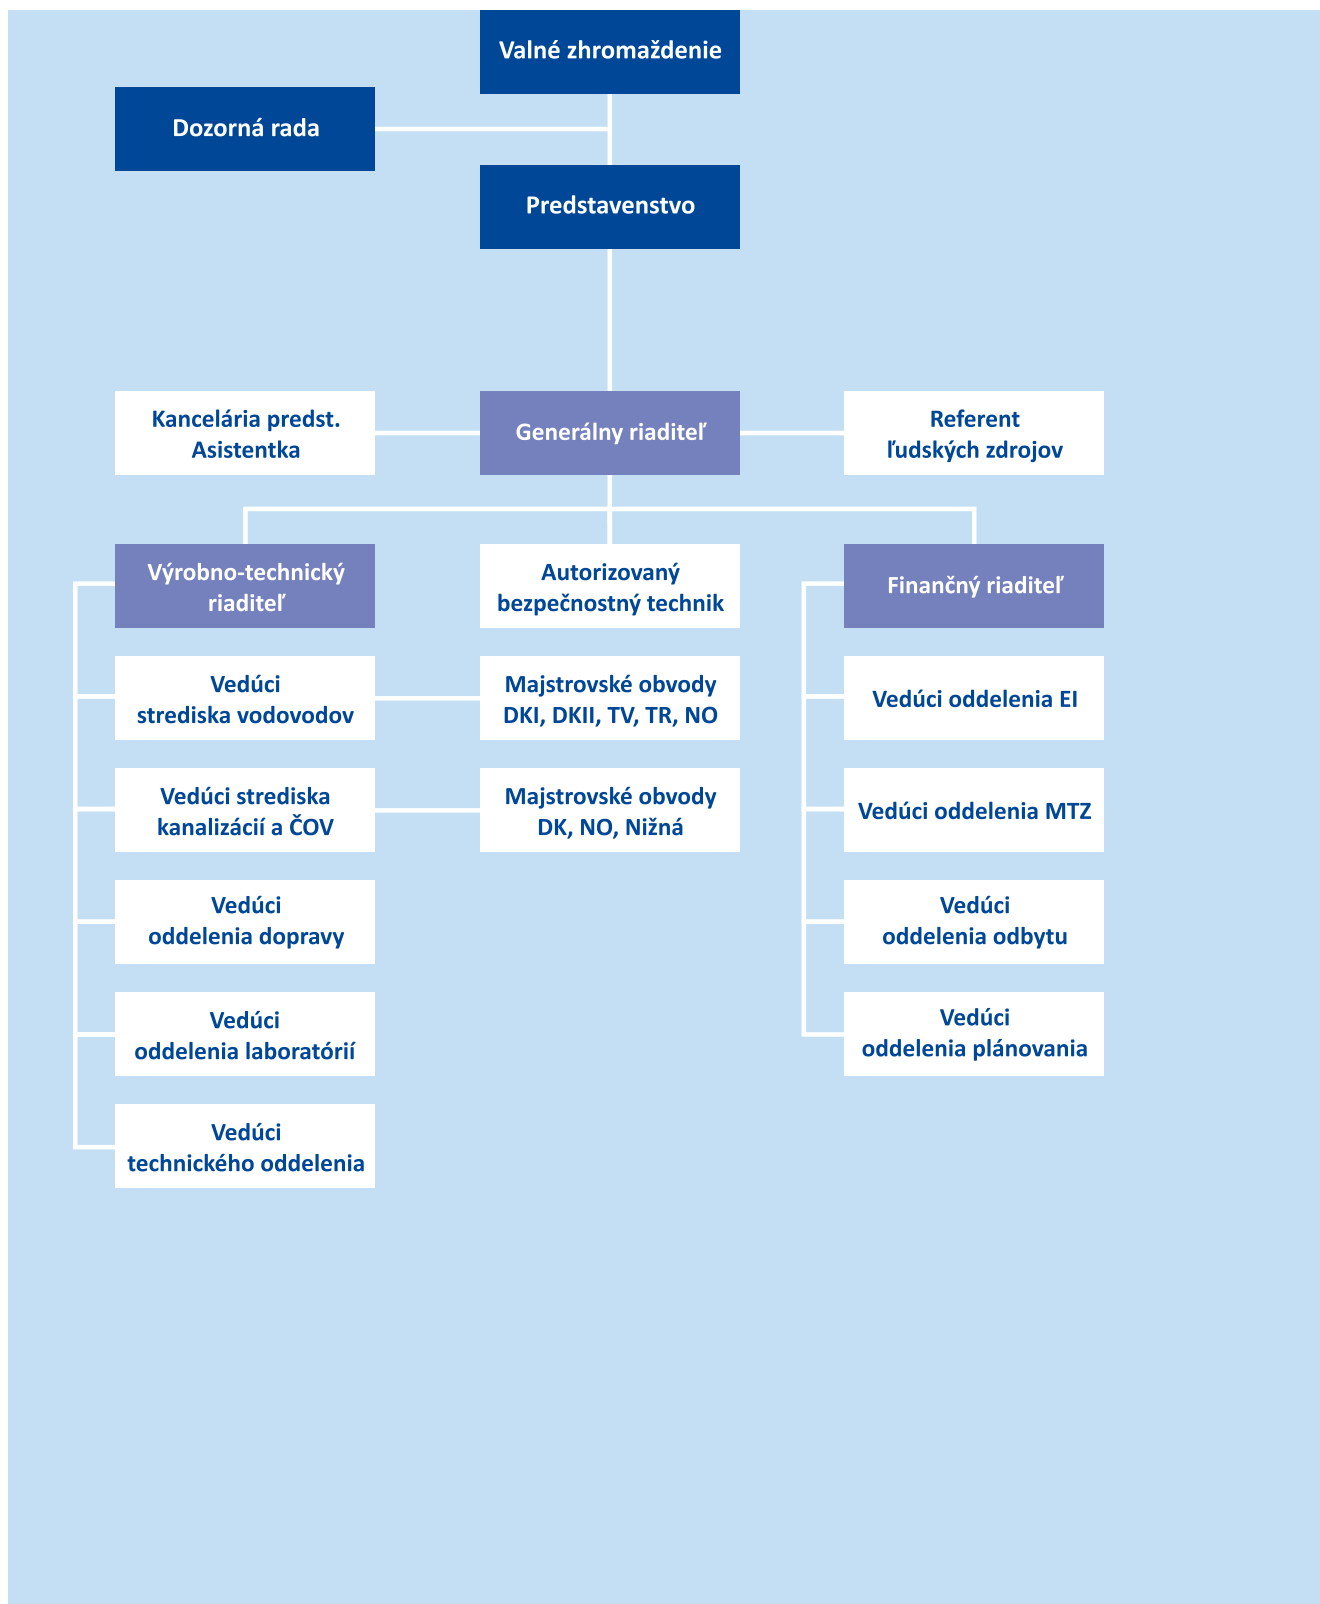 Valné zhromaždenie
Dozorná rada
Predstavenstvo
Kancelária predst.
Asistentka
Generálny riaditeľ
Referent
ľudských zdrojov
Výrobno-technický
riaditeľ
Autorizovaný
bezpečnostný technik
Finančný riaditeľ
Vedúci
strediska vodovodov
Majstrovské obvody
DKI, DKII, TV, TR, NO
Vedúci oddelenia EI
Vedúci strediska
kanalizácií a ČOV
Majstrovské obvody
DK, NO, Nižná
Vedúci oddelenia MTZ
Vedúci
oddelenia dopravy
Vedúci
oddelenia odbytu
Vedúci
oddelenia laboratórií
Vedúci
oddelenia plánovania
Vedúci
technického oddelenia